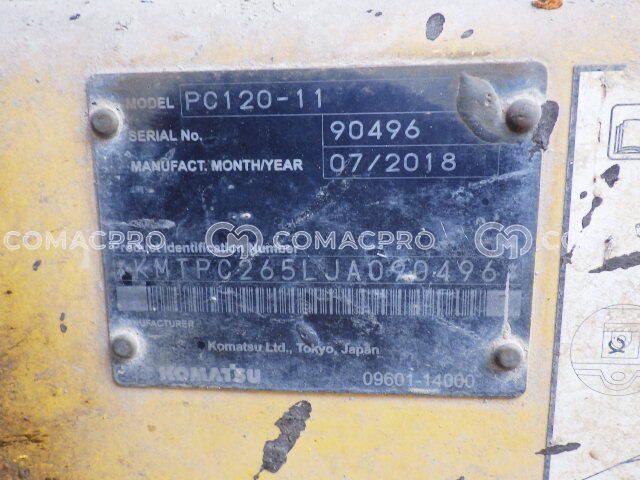 MODEL PC120-11
SERIAL No. 90496
MANUFACT. MONTH/YEAR 07/2018
COMACPRO COMACPRO COMACPRO
Product Identification Number
*KMTPC265LJA090496*
MANUFACTURER
Komatsu Ltd., Tokyo, Japan
KOMATSU 09601-14000